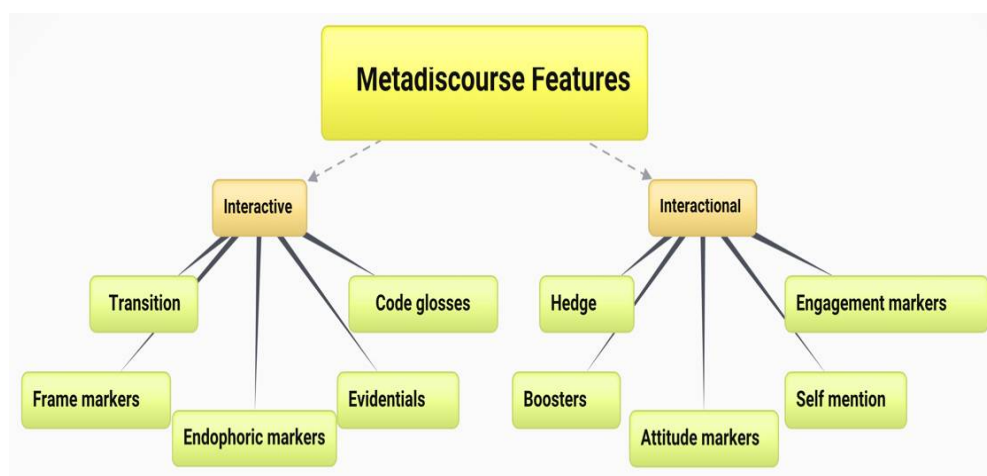 Metadiscourse Features
Interactive
Interactional
Transition
Code glosses
Hedge
Engagement markers
Frame markers
Evidentials
Boosters
Self mention
Endophoric markers
Attitude markers